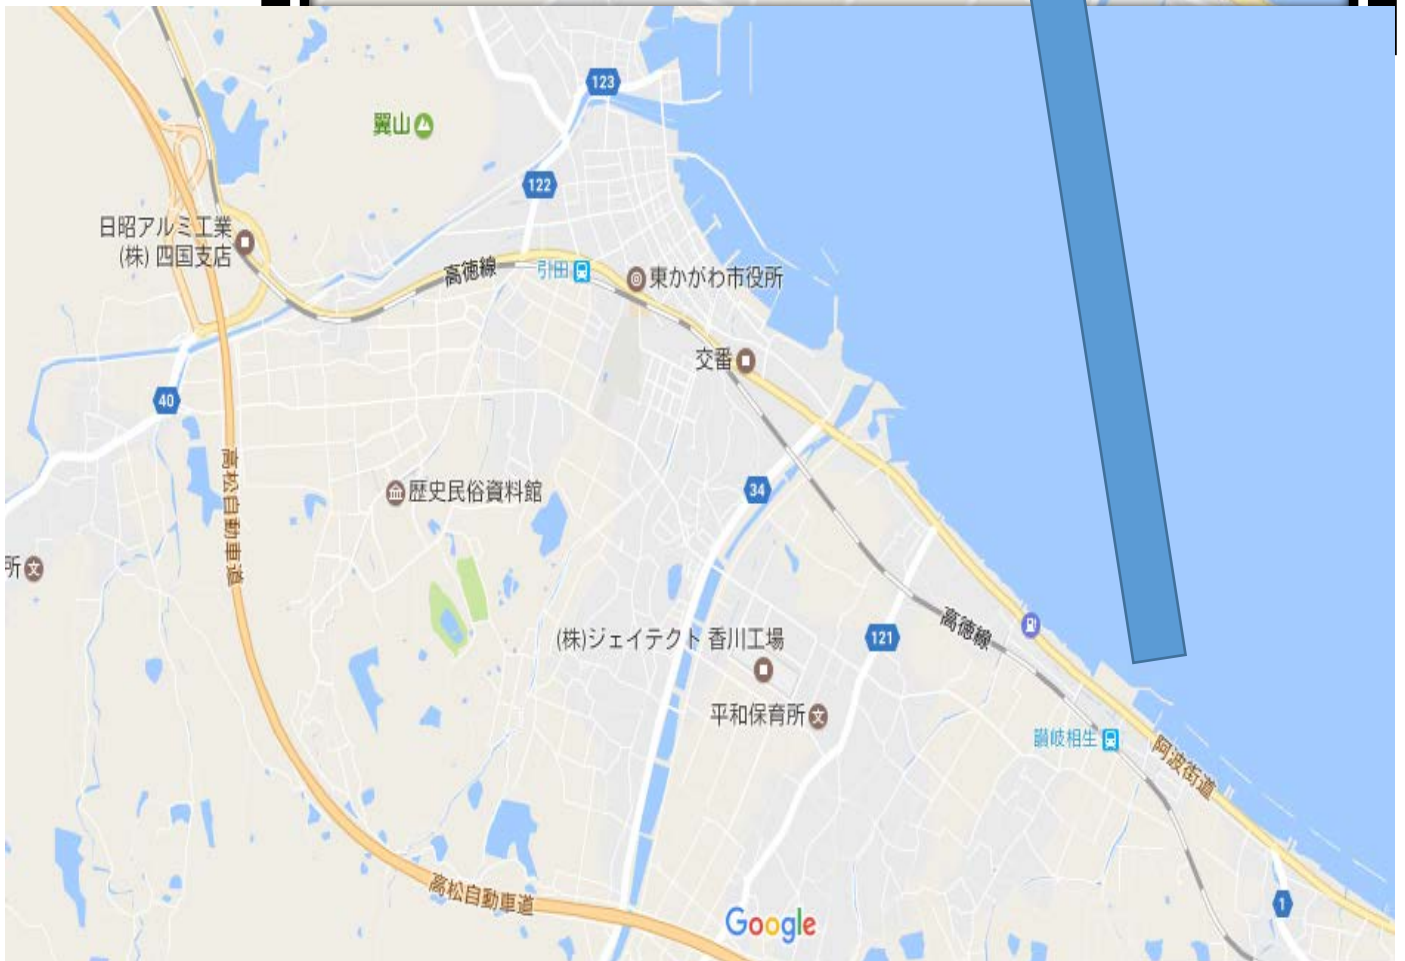 123
翼山
122
日昭アルミ工業
(株) 四国支店
高徳線
引田
東かがわ市役所
交番
40
高松自動車道
歴史民俗資料館
34
所
文
(株)ジェイテクト 香川工場
121
高徳線
平和保育所
文
讃岐相生
阿波街道
高松自動車道
Google
1